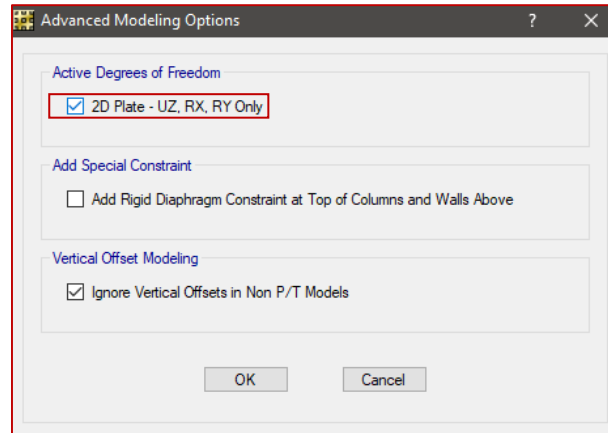 Advanced Modeling Options ? ×
Active Degrees of Freedom
2D Plate - UZ, RX, RY Only
Add Special Constraint
Add Rigid Diaphragm Constraint at Top of Columns and Walls Above
Vertical Offset Modeling
Ignore Vertical Offsets in Non P/T Models
OK Cancel